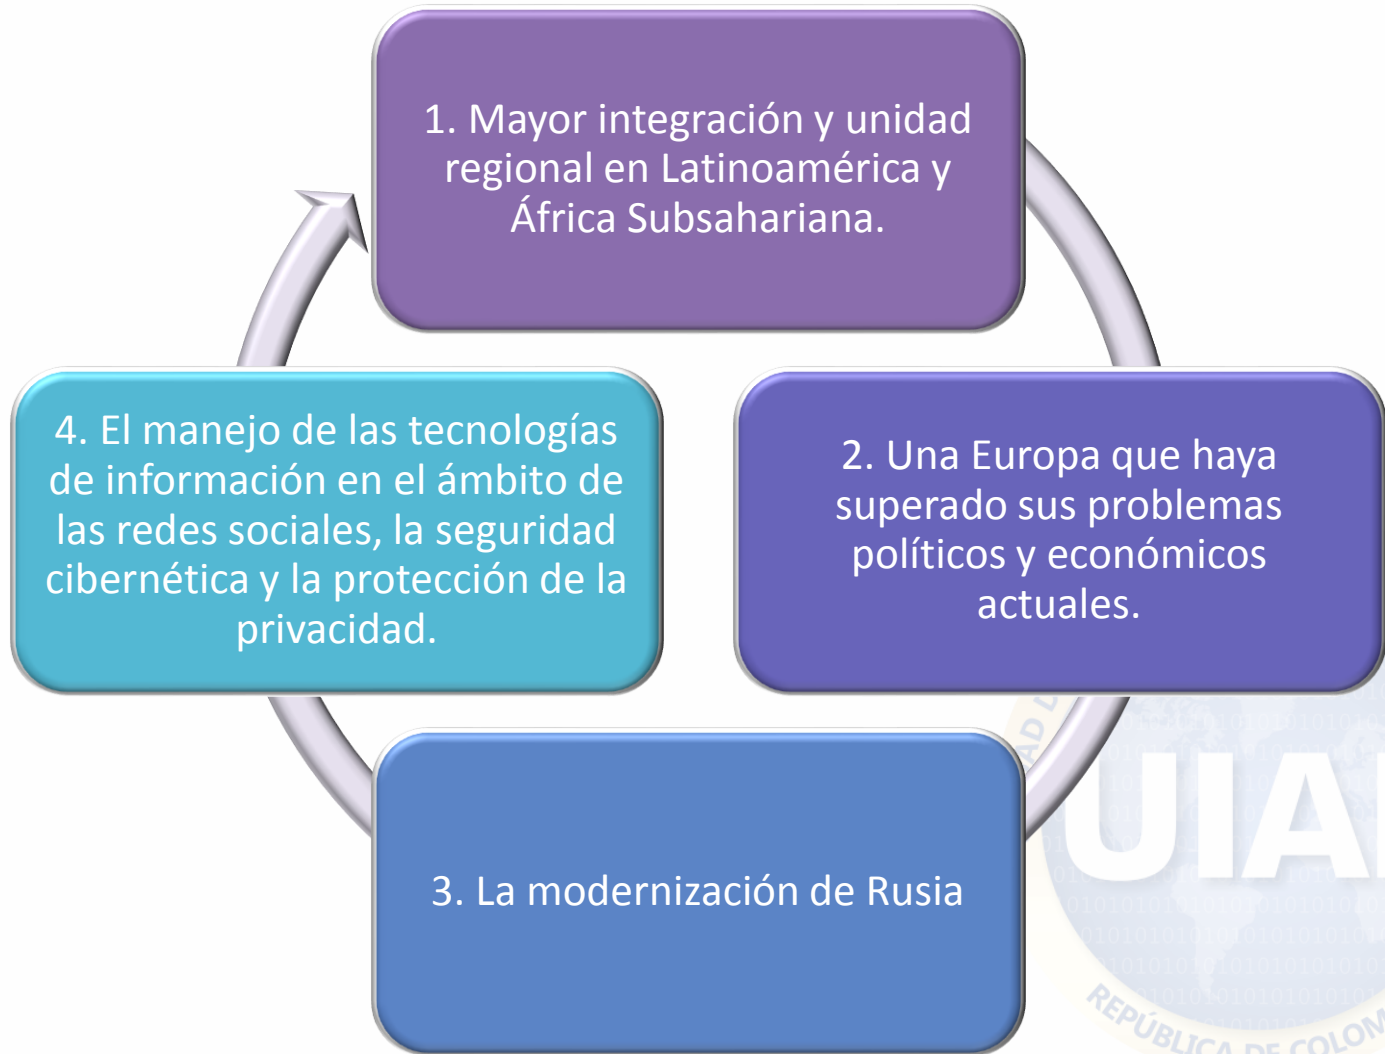 1. Mayor integración y unidad
regional en Latinoamérica y
África Subsahariana.
2. Una Europa que haya
superado sus problemas
políticos y económicos
actuales.
3. La modernización de Rusia
4. El manejo de las tecnologías
de información en el ámbito de
las redes sociales, la seguridad
cibernética y la protección de la
privacidad.
REPÚBLICA DE